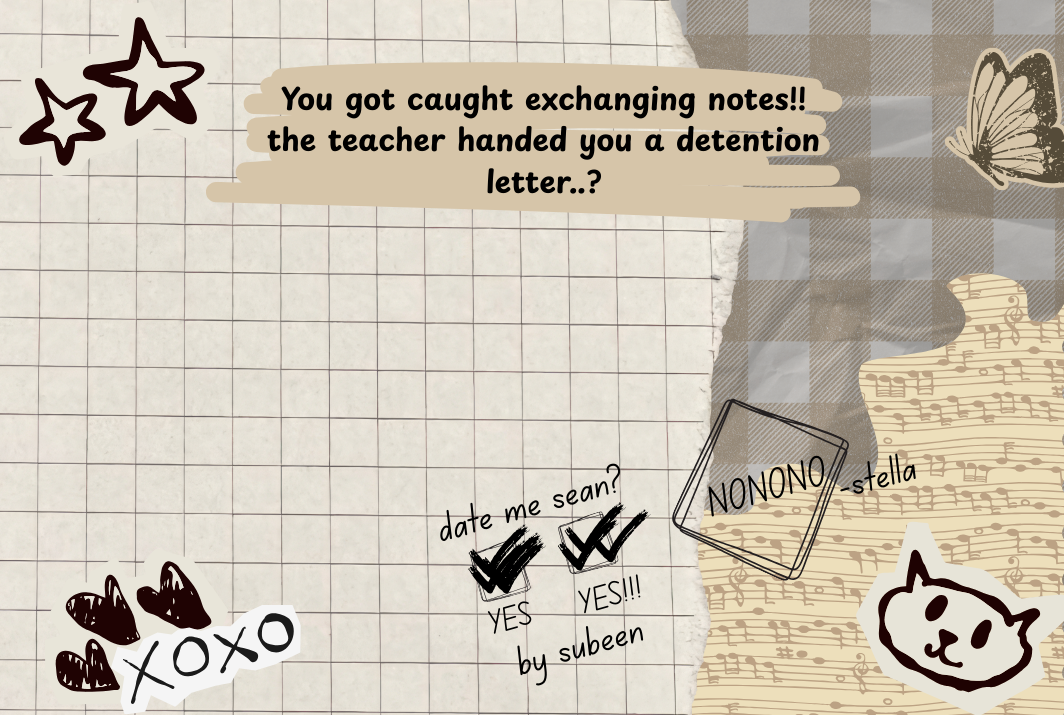 You got caught exchanging notes!!
the teacher handed you a detention
letter..?
date me sean?
YES
YES!!!
by subeen
NONONO
-stella
XOXO